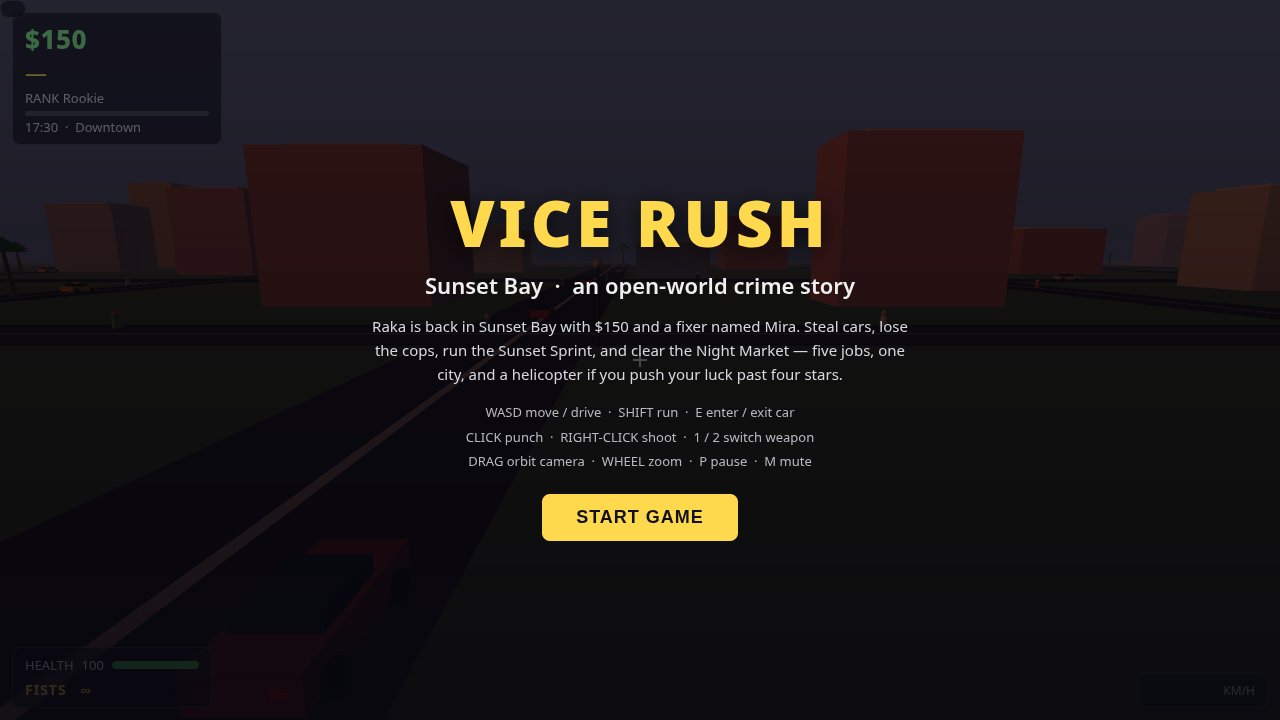 $150
—
RANK Rookie
17:30 · Downtown
VICE RUSH
Sunset Bay · an open-world crime story
Raka is back in Sunset Bay with $150 and a fixer named Mira. Steal cars, lose
the cops, run the Sunset Sprint, and clear the Night Market — five jobs, one
city, and a helicopter if you push your luck past four stars.
WASD move / drive · SHIFT run · E enter / exit car
CLICK punch · RIGHT-CLICK shoot · 1 / 2 switch weapon
DRAG orbit camera · WHEEL zoom · P pause · M mute
START GAME
HEALTH 100
FISTS ∞
KM/H